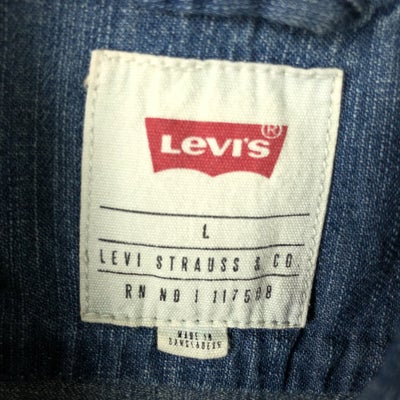 Levi's®
L
LEVI STRAUSS & CO.
RN NO | 117508
MADE IN
BANGLADESH